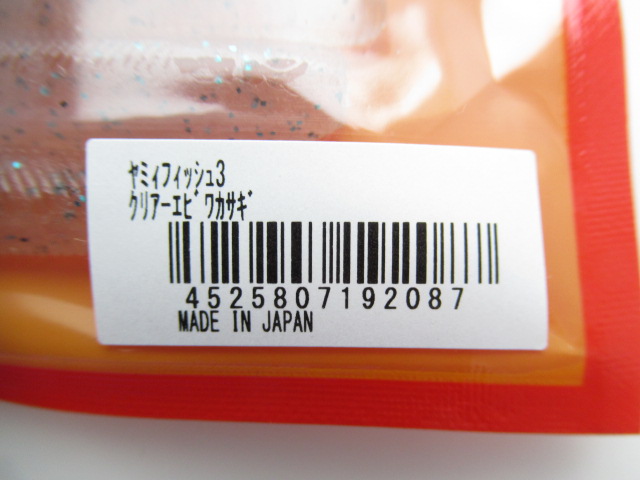 ﾔﾐｨﾌｨｯｼｭ3
ｸﾘｱｰｴﾋﾞﾜｶｻｷﾞ
4525807192087
MADE IN JAPAN